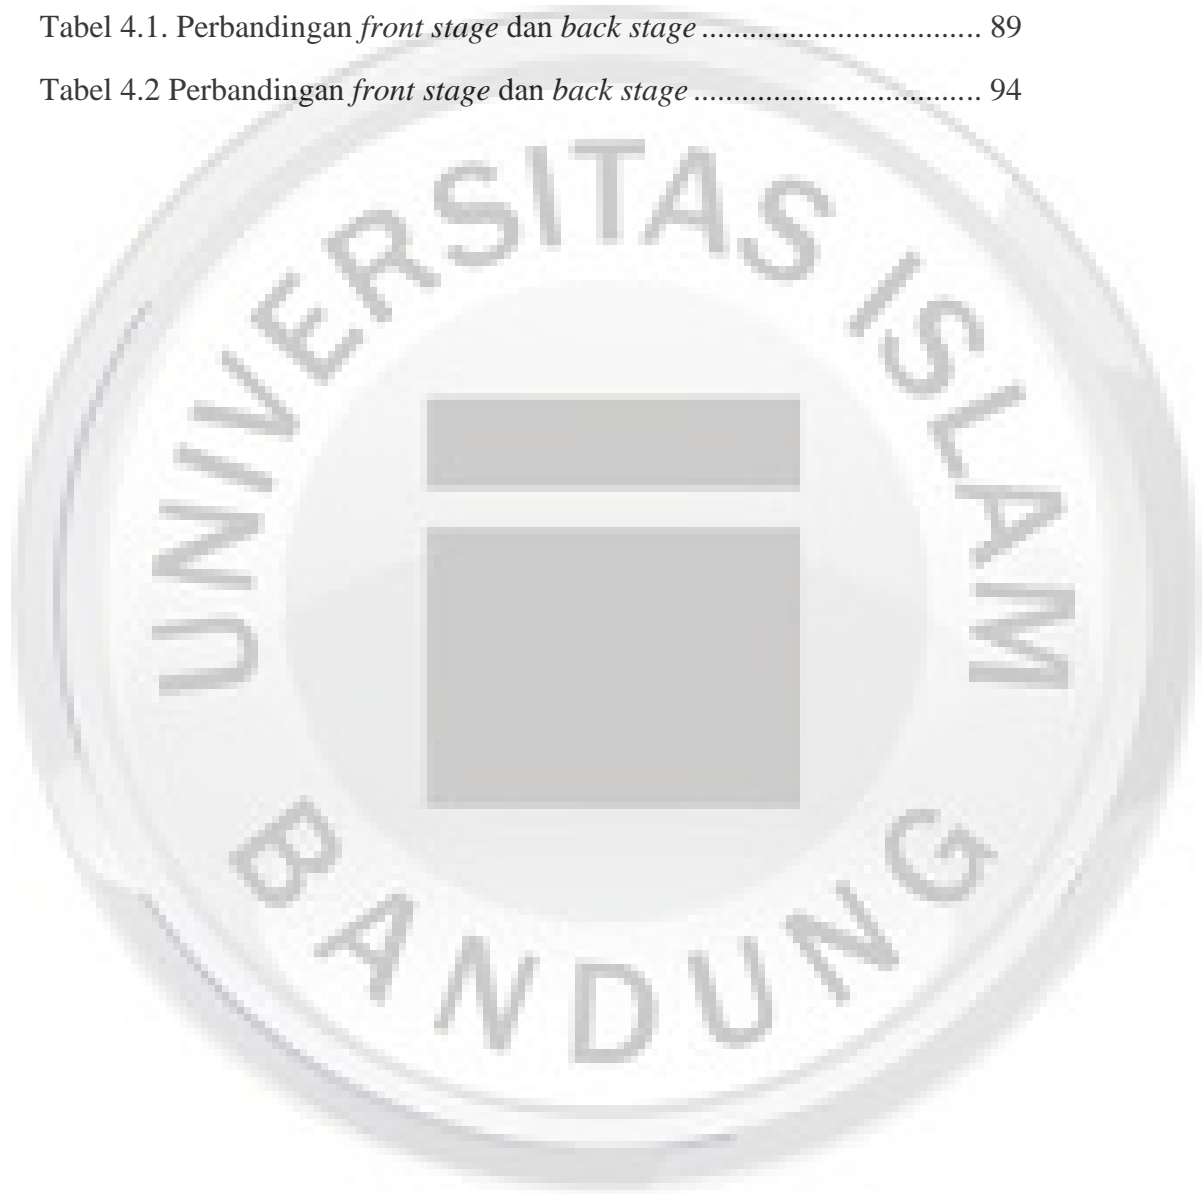 Tabel 4.1. Perbandingan front stage dan back stage ................................... 89
Tabel 4.2 Perbandingan front stage dan back stage .................................... 94
UNIVERSITAS ISLAM
BANDUNG